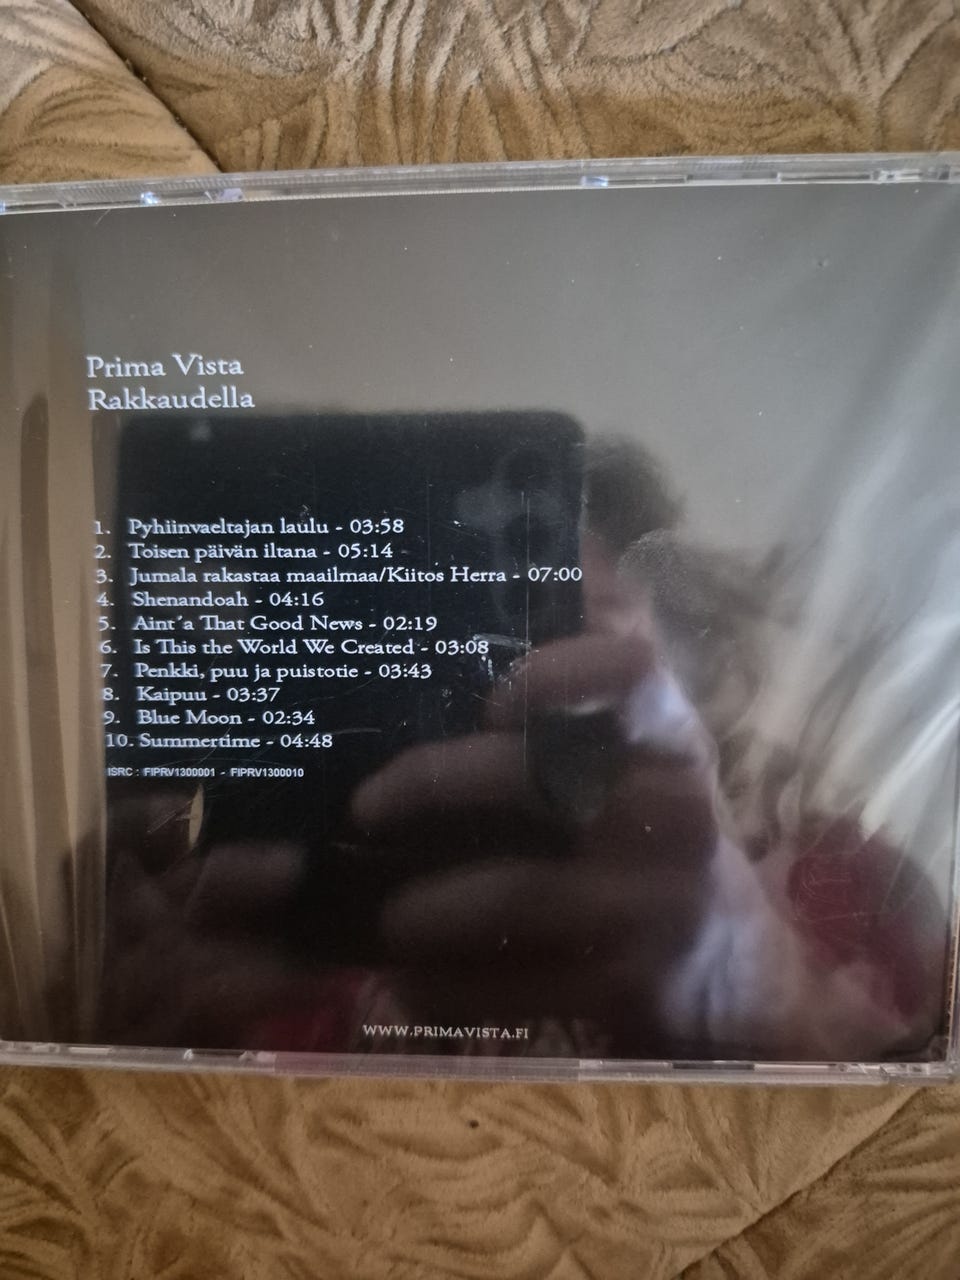 Prima Vista
Rakkaudella
1. Pyhiinvaeltajan laulu - 03:58
2. Toisen päivän iltana - 05:14
3. Jumala rakastaa maailmaa/Kiitos Herra - 07:00
4. Shenandoah - 04:16
5. Aint´a That Good News - 02:19
6. Is This the World We Created - 03:08
7. Penkki, puu ja puistotie - 03:43
8. Kaipuu - 03:37
9. Blue Moon - 02:34
10. Summertime - 04:48
ISRC : FIPRV1300001 - FIPRV1300010
WWW.PRIMAVISTA.FI